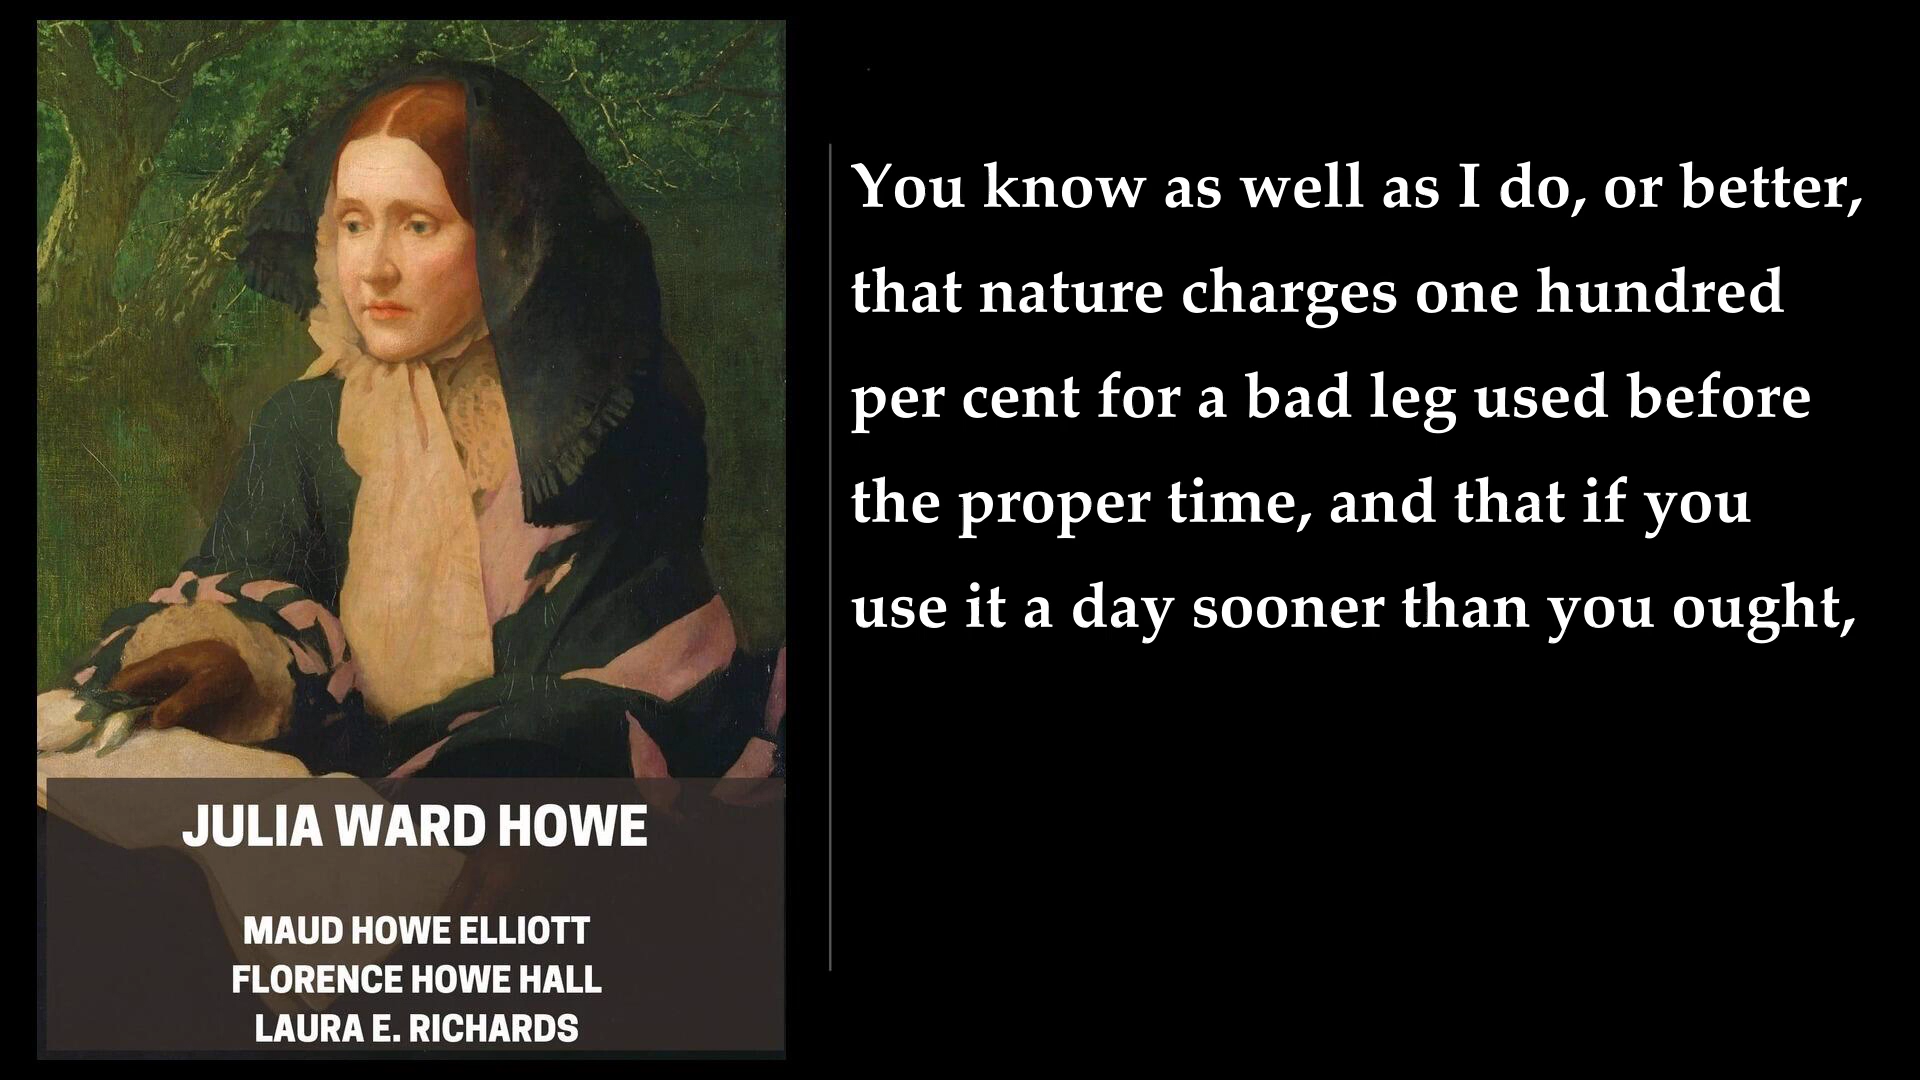 JULIA WARD HOWE
MAUD HOWE ELLIOTT
FLORENCE HOWE HALL
LAURA E. RICHARDS
You know as well as I do, or better,
that nature charges one hundred
per cent for a bad leg used before
the proper time, and that if you
use it a day sooner than you ought,